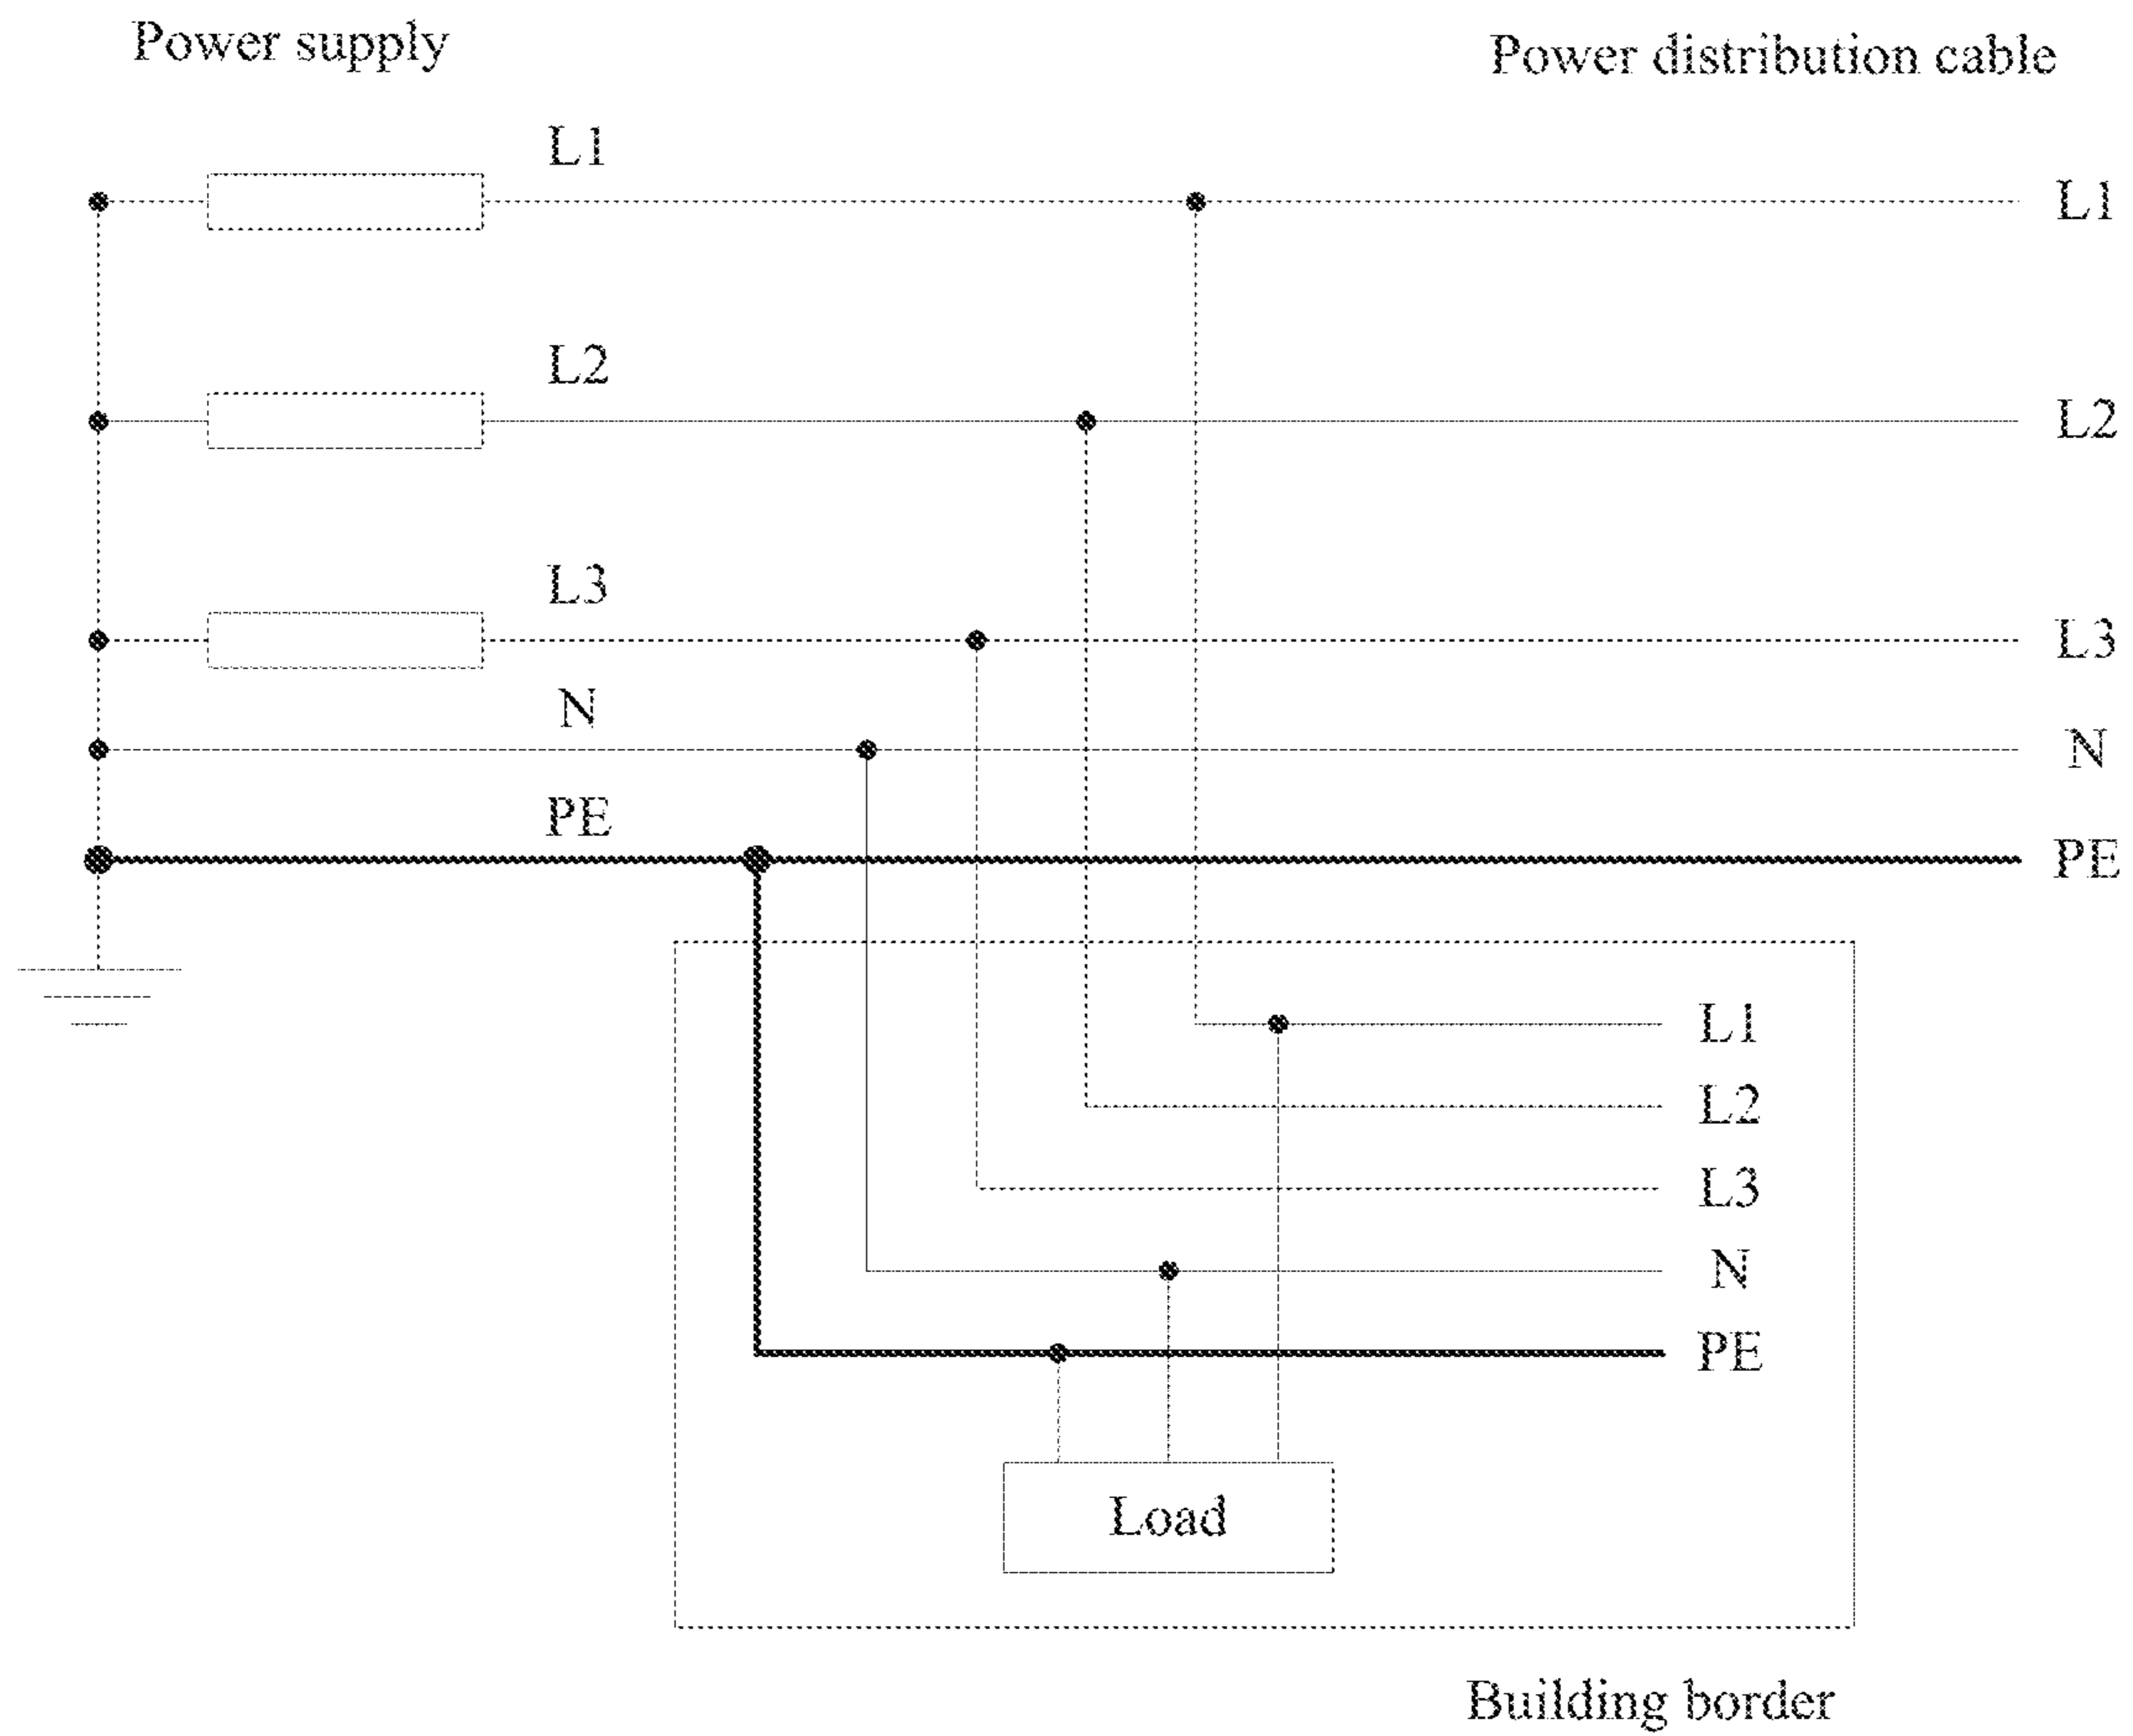 Power supply
Power distribution cable
L1
L1
L2
L2
L3
L3
N
N
PE
PE
L1
L2
L3
N
PE
Load
Building border